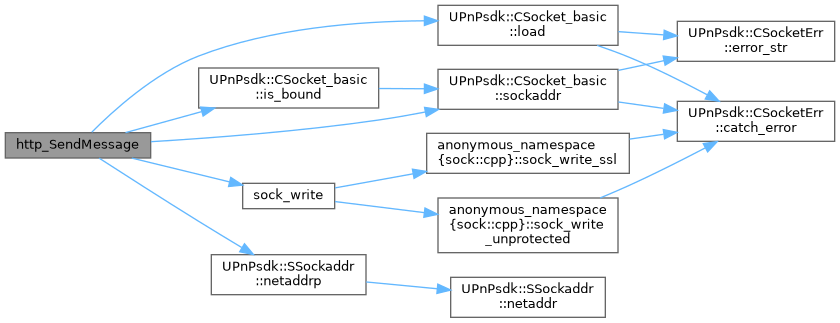 http_SendMessage
UPnPsdk::CSocket_basic
::load
UPnPsdk::CSocketErr
::error_str
UPnPsdk::CSocket_basic
::is_bound
UPnPsdk::CSocket_basic
::sockaddr
UPnPsdk::CSocketErr
::catch_error
anonymous_namespace
{sock::cpp}::sock_write_ssl
sock_write
anonymous_namespace
{sock::cpp}::sock_write
_unprotected
UPnPsdk::SSockaddr
::netaddrp
UPnPsdk::SSockaddr
::netaddr